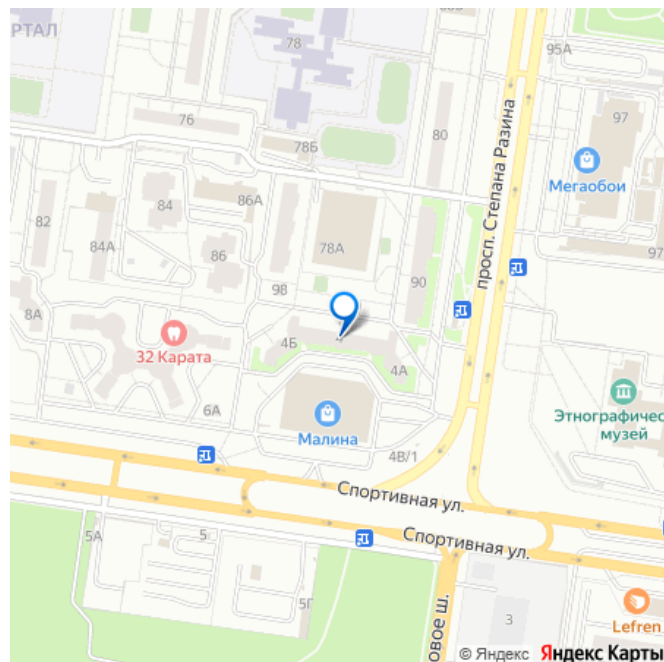 РТАЛ
78
95А
76
80
97
78Б
Мегаобои
82
84
86А
84А
86
78А
просп. Степана Разина
97
90
9В
8А
32 Карата
4Б
4А
6А
Малина
4В/1
Этнографичес
музей
Спортивная ул.
Спортивная ул.
5А
5
5Г
3
овое ш.
Lefren
© Яндекс Яндекс Карты